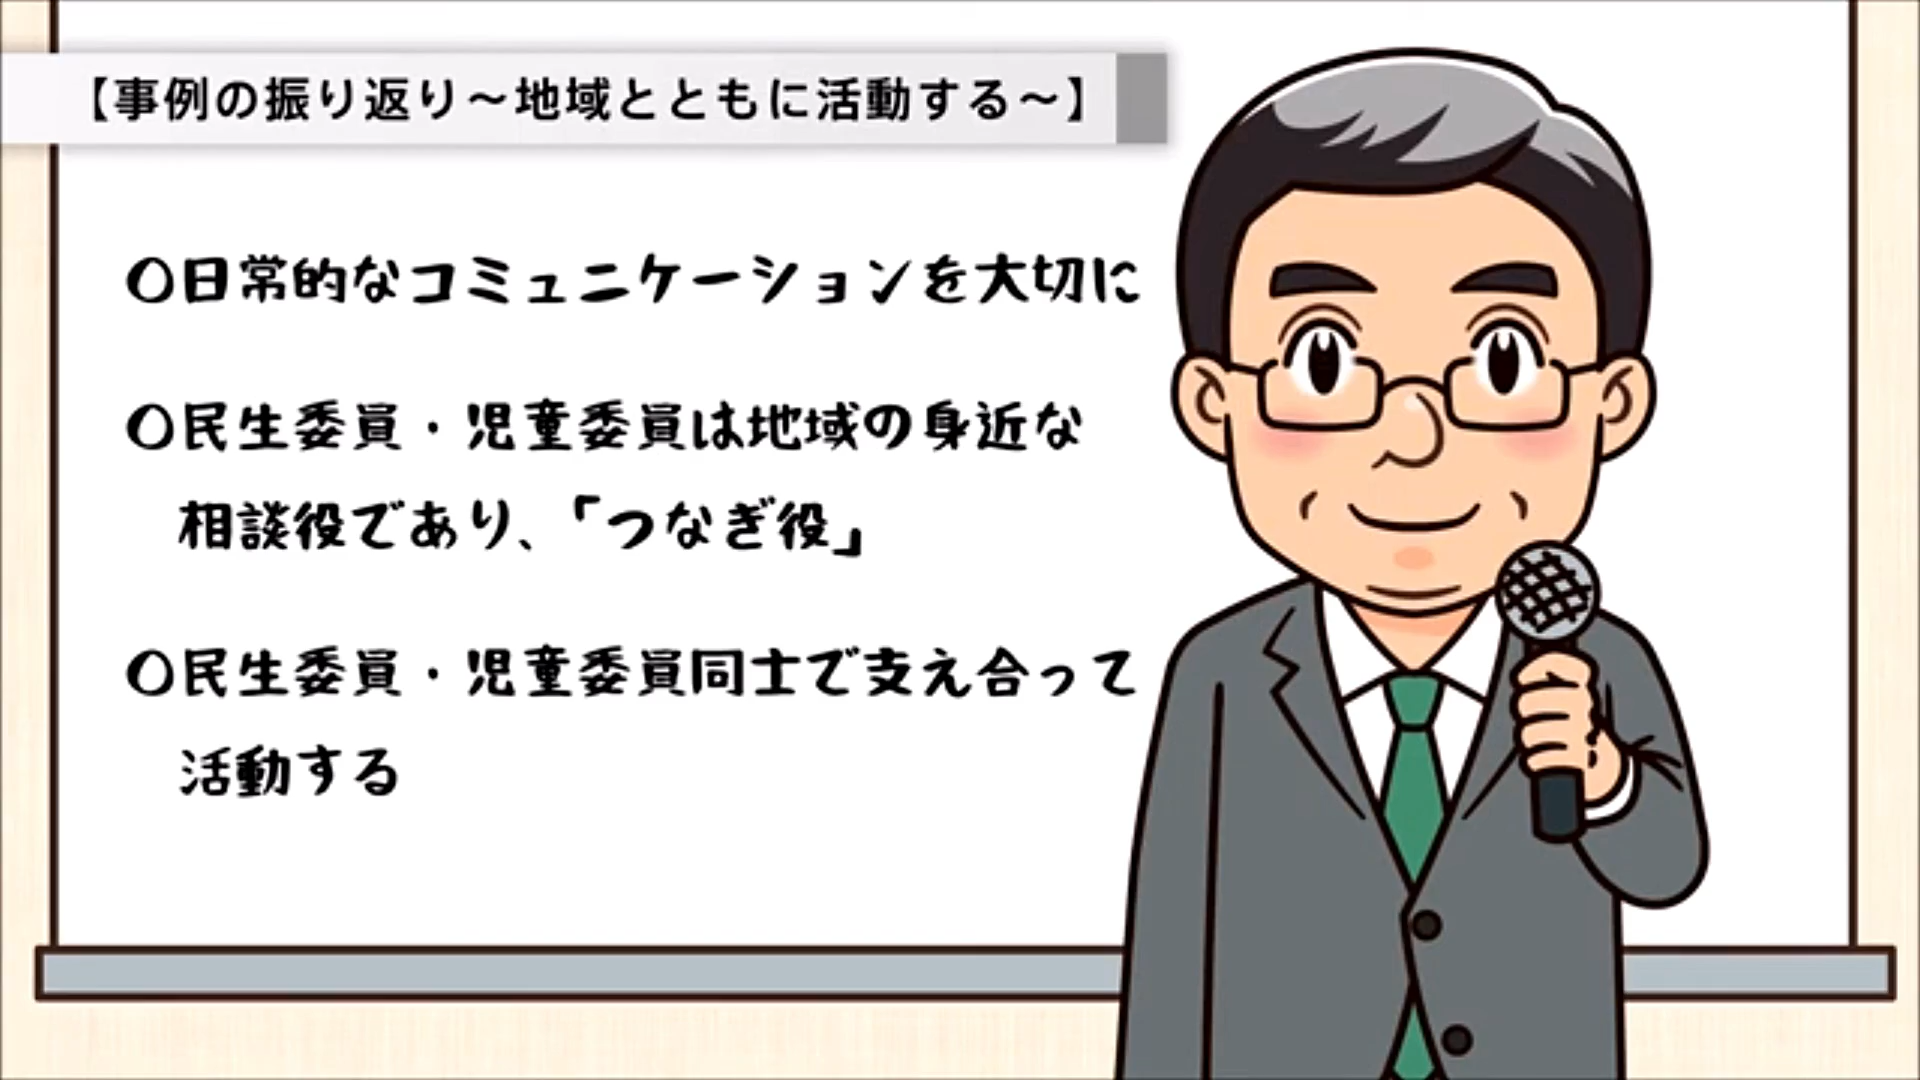 【事例の振り返り～地域とともに活動する～】
○日常的なコミュニケーションを大切に
○民生委員・児童委員は地域の身近な
相談役であり、「つなぎ役」
○民生委員・児童委員同士で支え合って
活動する